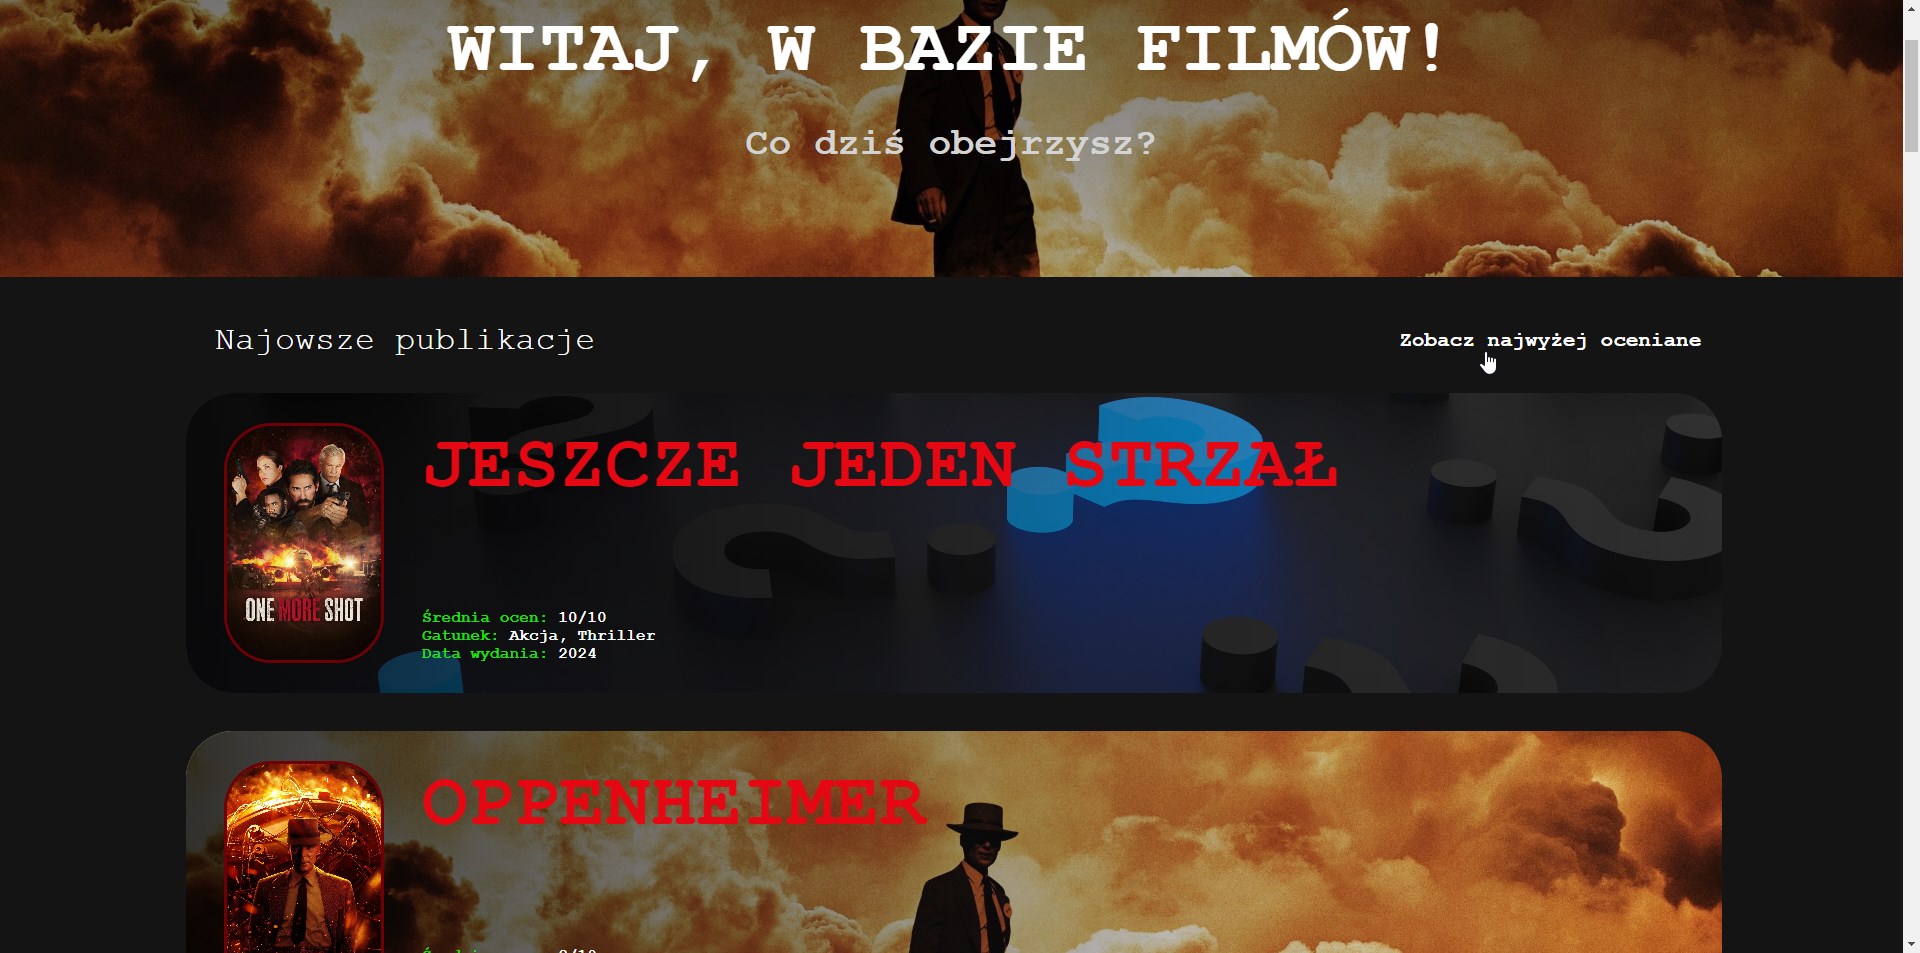 WITAJ, W BAZIE FILMÓW!
Co dziś obejrzysz?
Najowsze publikacje
Zobacz najwyżej oceniane
JESZCZE JEDEN STRZAŁ
ONE MORE SHOT
Średnia ocen: 10/10
Gatunek: Akcja, Thriller
Data wydania: 2024
OPPENHEIMER